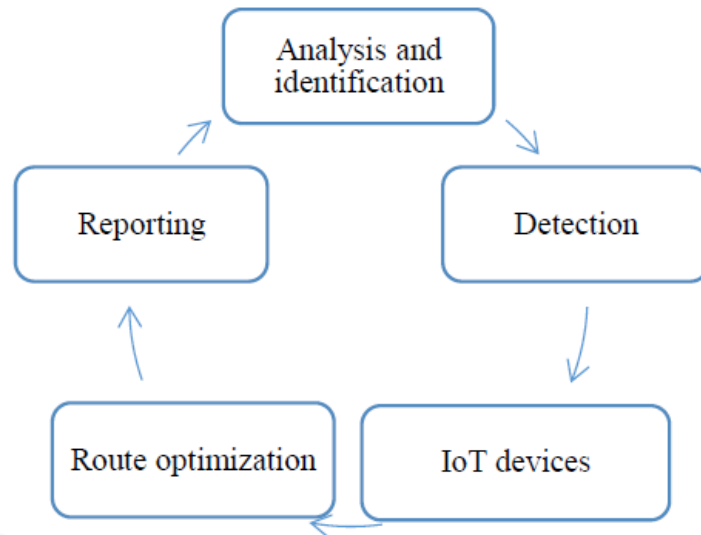 Analysis and
identification
Reporting
Detection
Route optimization
IoT devices